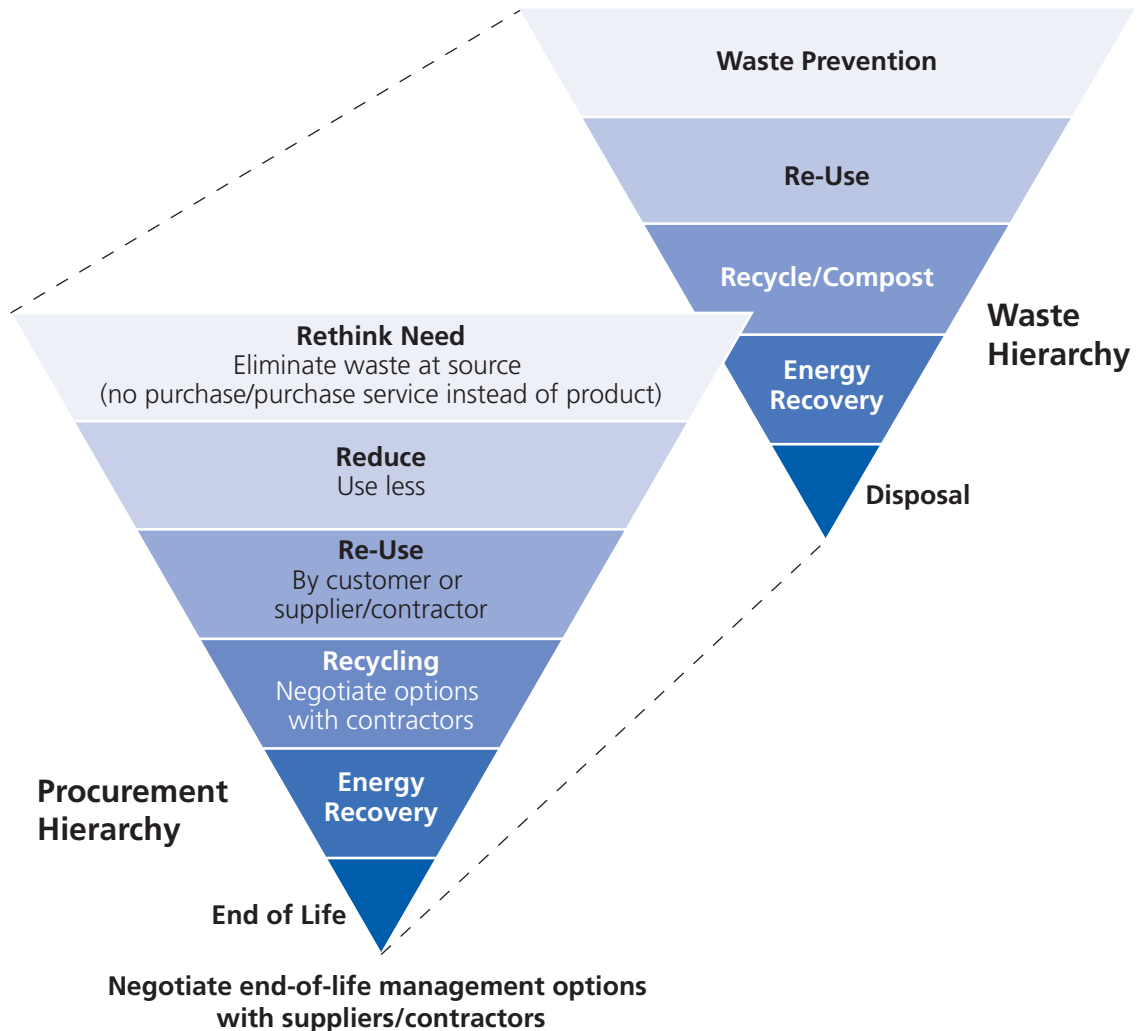 Waste Prevention
Re-Use
Recycle/Compost
Energy
Recovery
Disposal
Waste
Hierarchy
Rethink Need
Eliminate waste at source
(no purchase/purchase service instead of product)
Reduce
Use less
Re-Use
By customer or
supplier/contractor
Recycling
Negotiate options
with contractors
Energy
Recovery
Procurement
Hierarchy
End of Life
Negotiate end-of-life management options
with suppliers/contractors